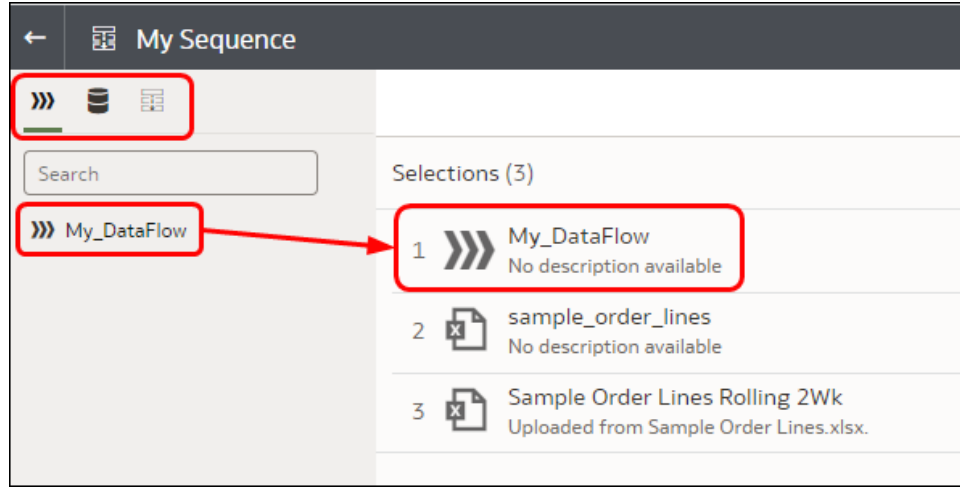 My Sequence
Search
My_DataFlow
Selections (3)
1 My_DataFlow
No description available
2 sample_order_lines
No description available
3 Sample Order Lines Rolling 2Wk
Uploaded from Sample Order Lines.xlsx.